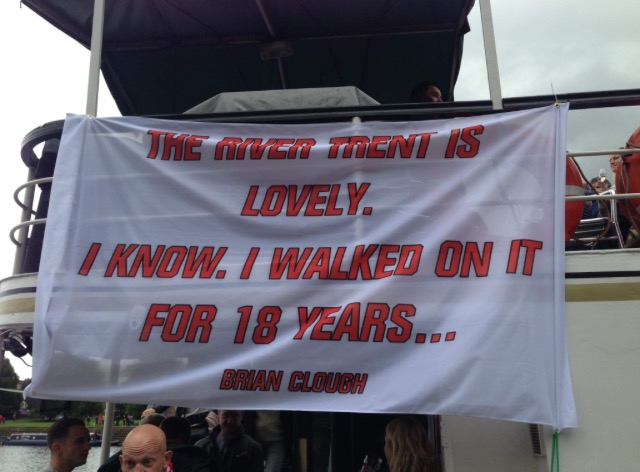 THE RIVER TRENT IS
LOVELY.
I KNOW. I WALKED ON IT
FOR 18 YEARS...
BRIAN CLOUGH